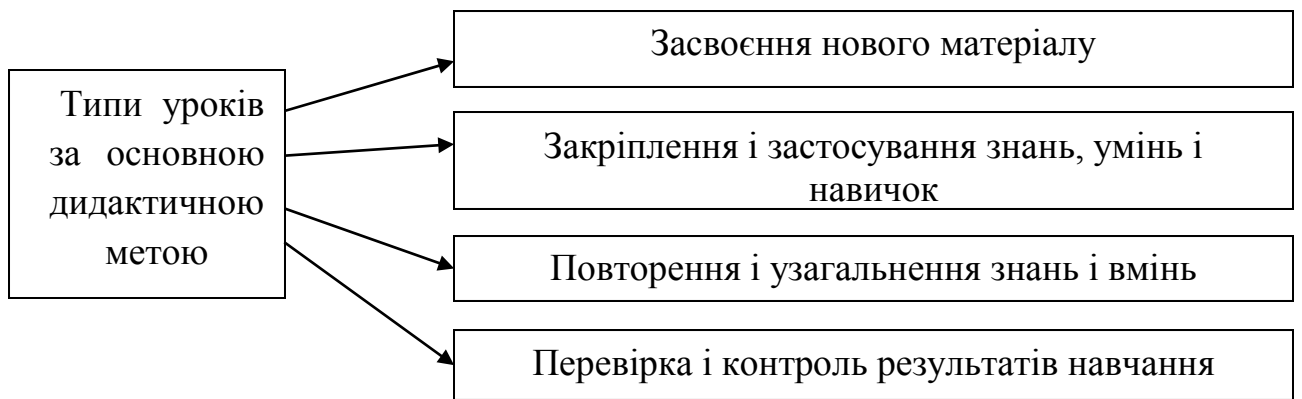 Типи уроків
за основною
дидактичною
метою
Засвоєння нового матеріалу
Закріплення і застосування знань, умінь і
навичок
Повторення і узагальнення знань і вмінь
Перевірка і контроль результатів навчання